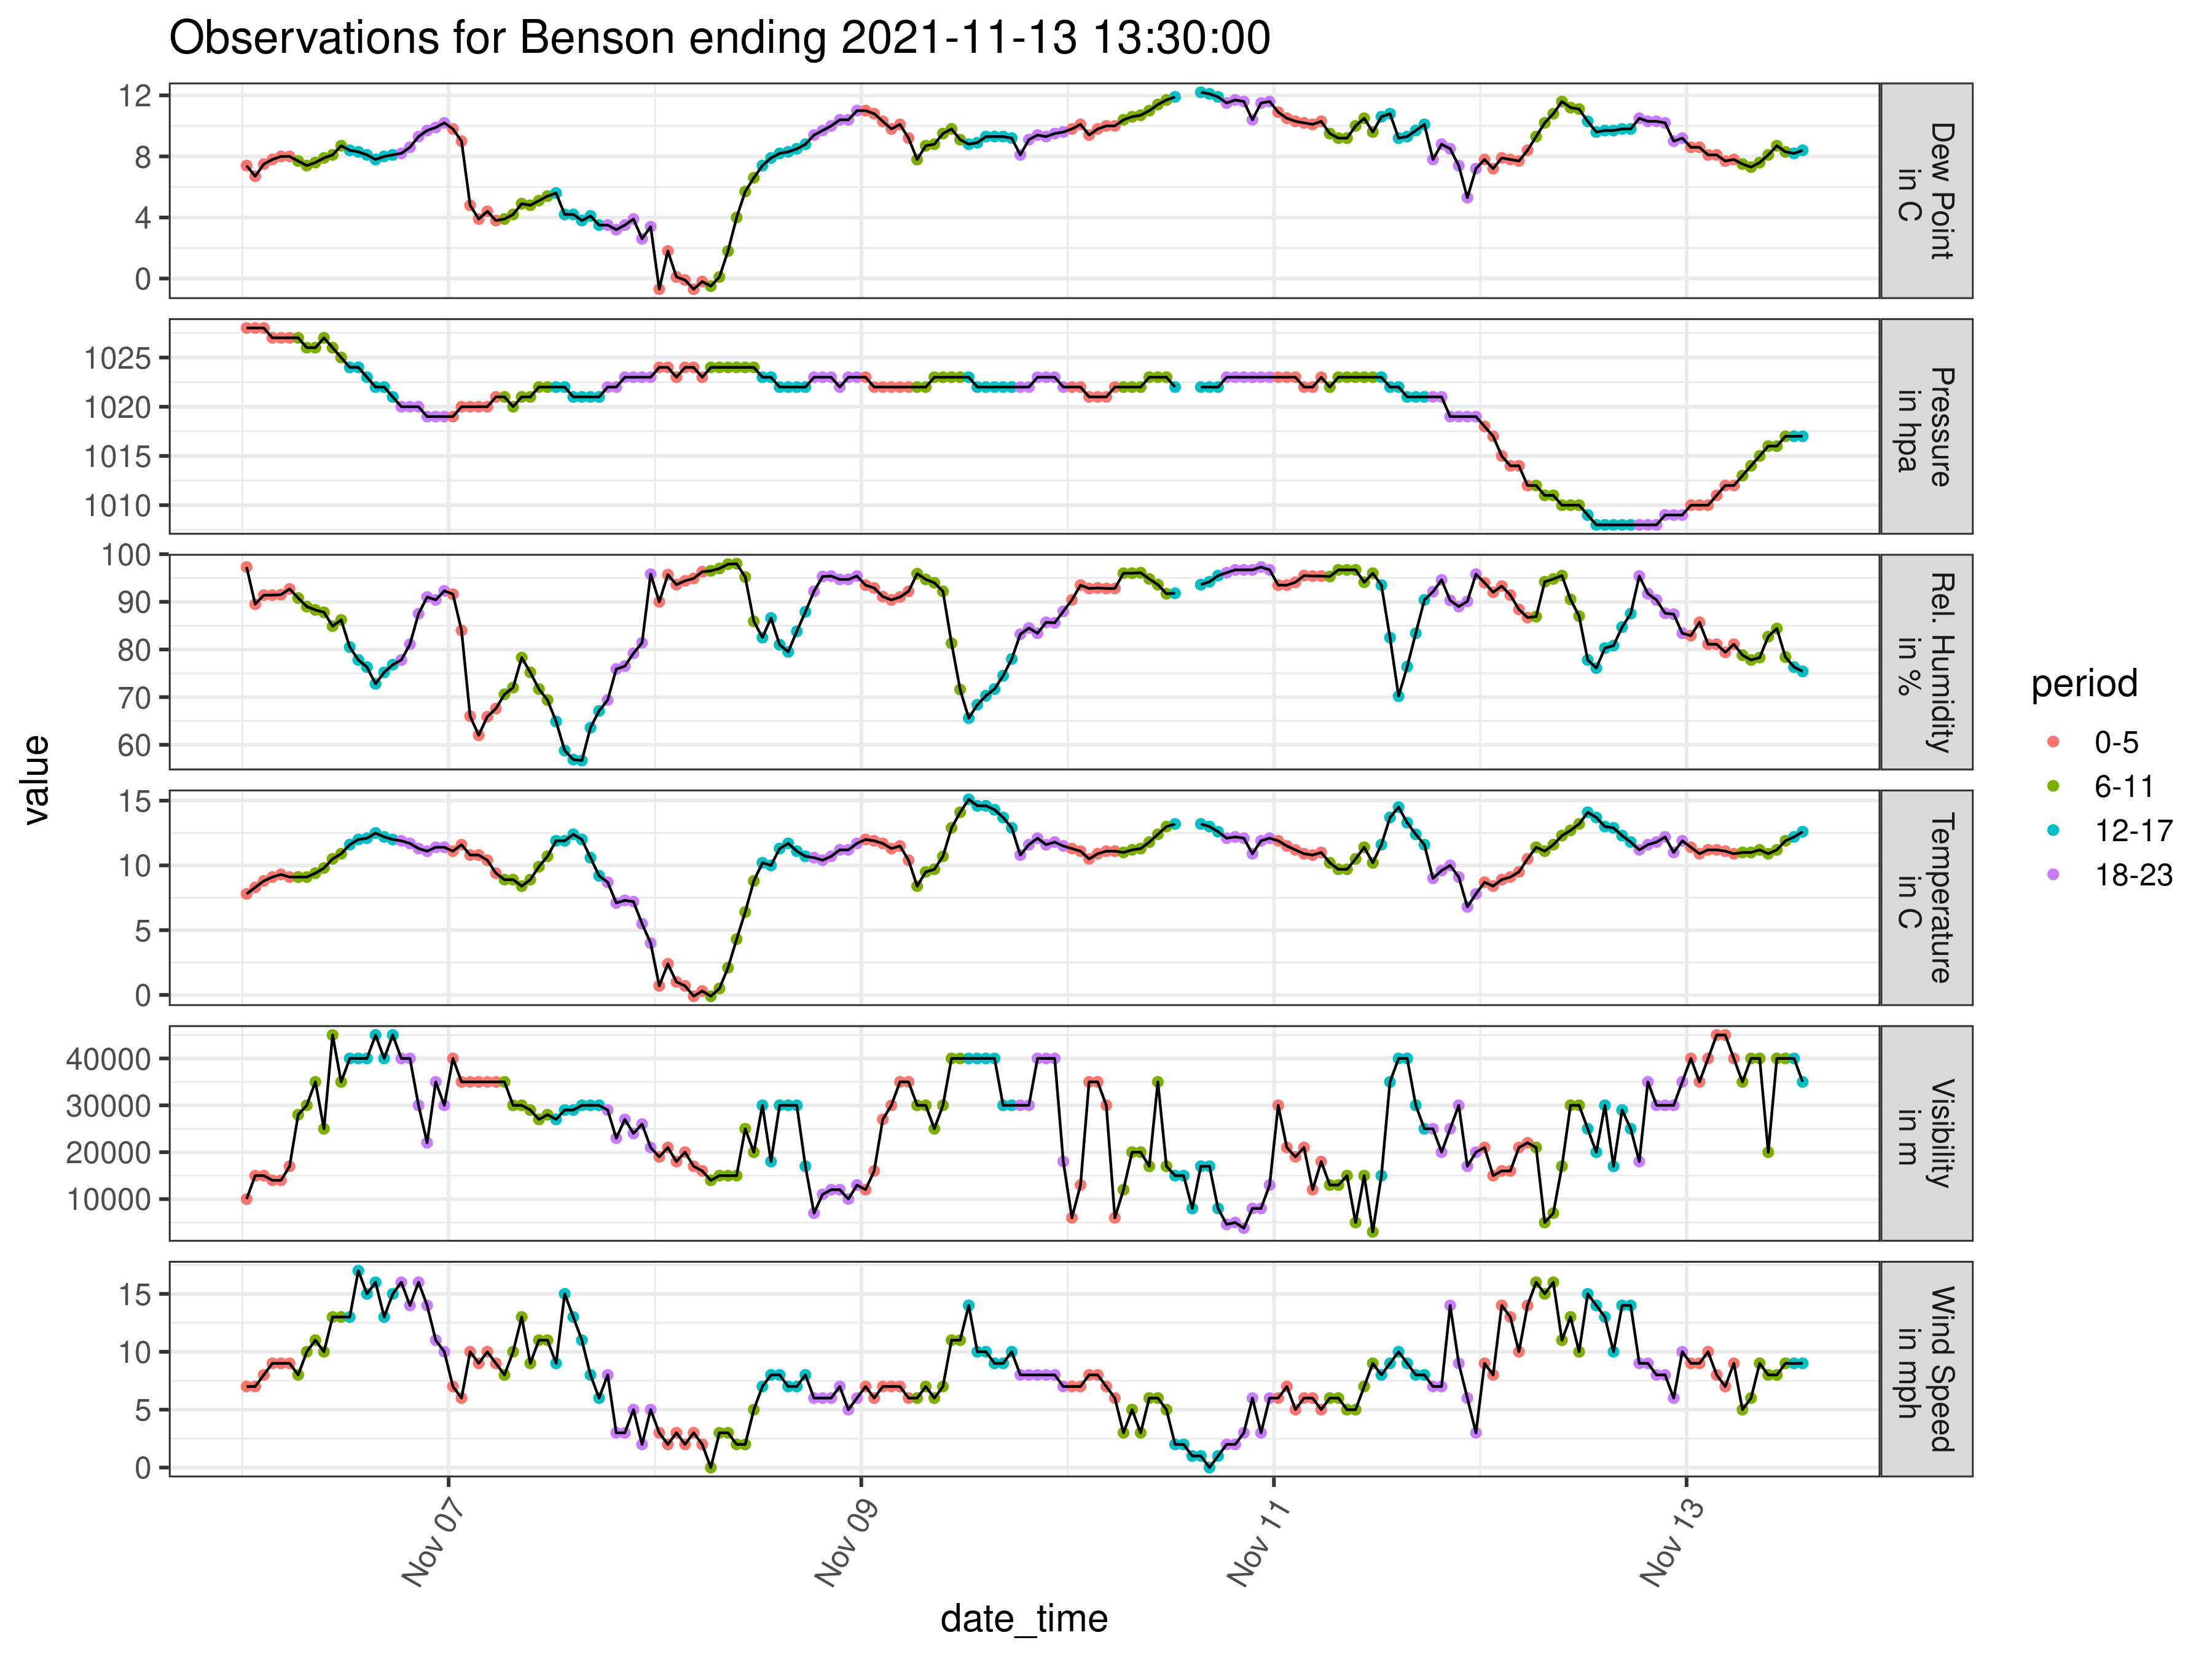 Observations for Benson ending 2021-11-13 13:30:00
value
12
8
4
0
Dew Point
in C
1025
1020
1015
1010
Pressure
in hpa
100
90
80
70
60
Rel. Humidity
in %
15
10
5
0
Temperature
in C
40000
30000
20000
10000
Visibility
in m
15
10
5
0
Wind Speed
in mph
Nov 07
Nov 09
Nov 11
Nov 13
date_time
period
0-5
6-11
12-17
18-23